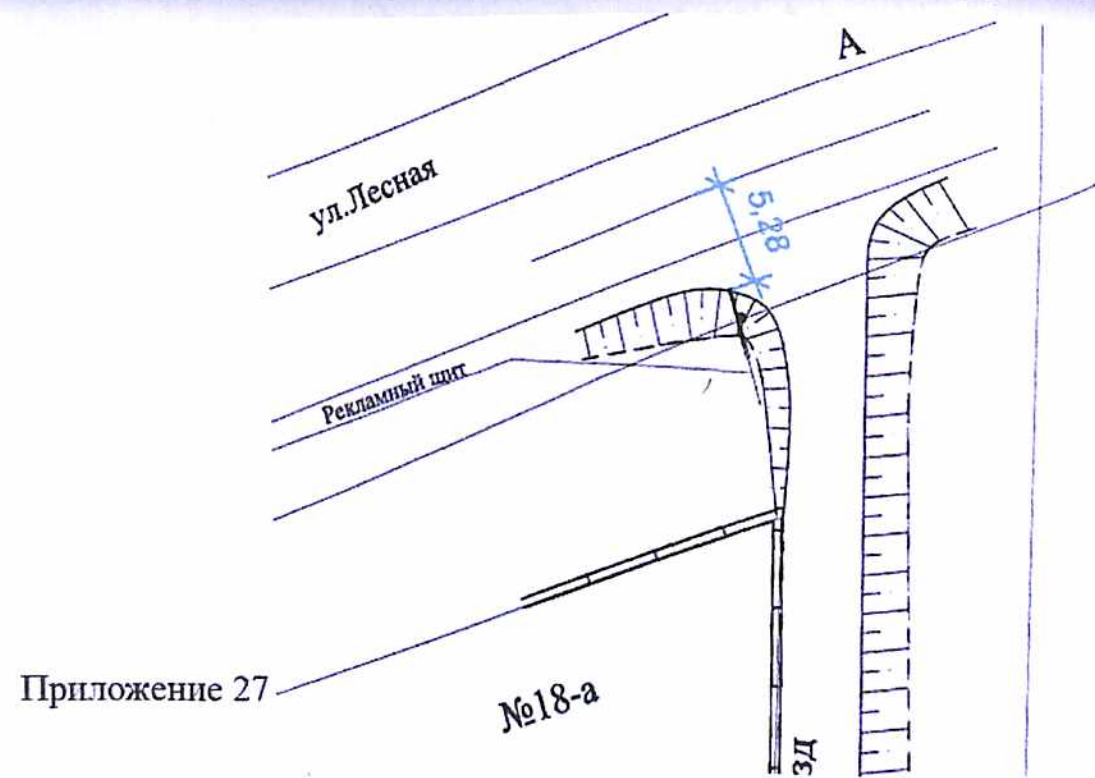 А
ул.Лесная
5,28
Рекламный щит
Приложение 27
№18-а
зд